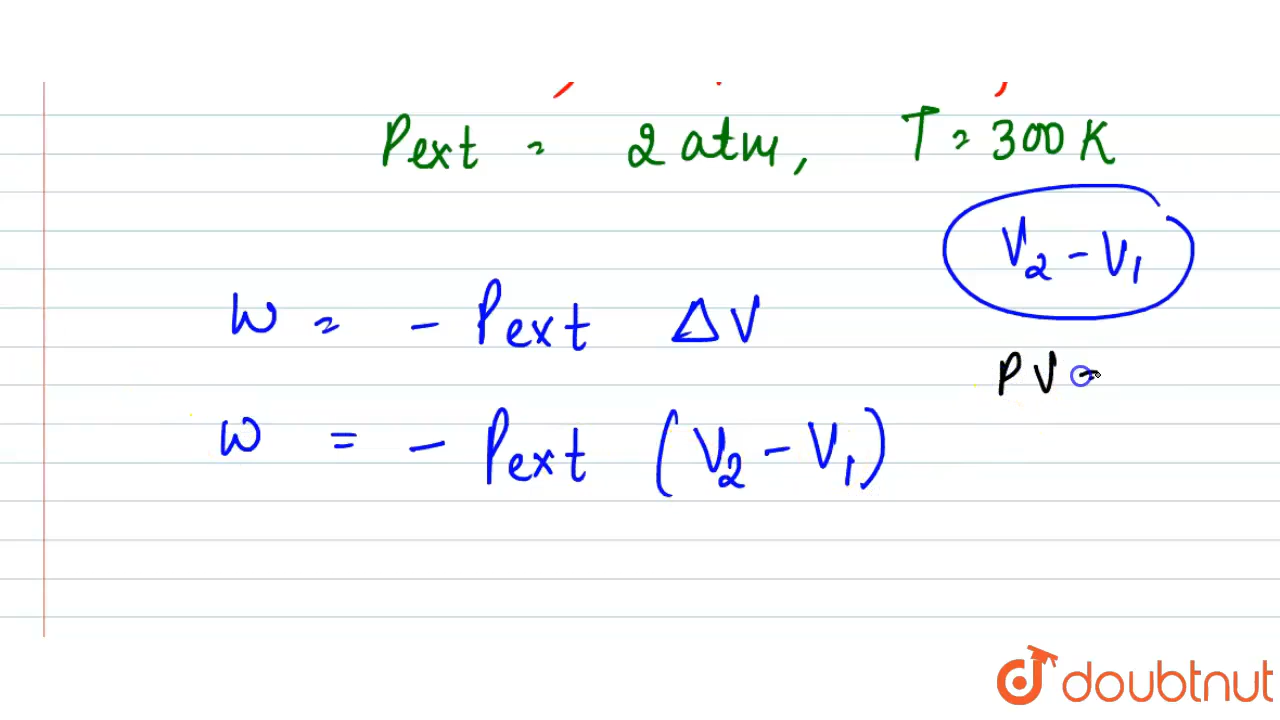 Pext = 2 atm, T = 300 K
V₂ - V₁
W = - Pext ΔV
PV =
W = - Pext (V₂ - V₁)
doubtnut